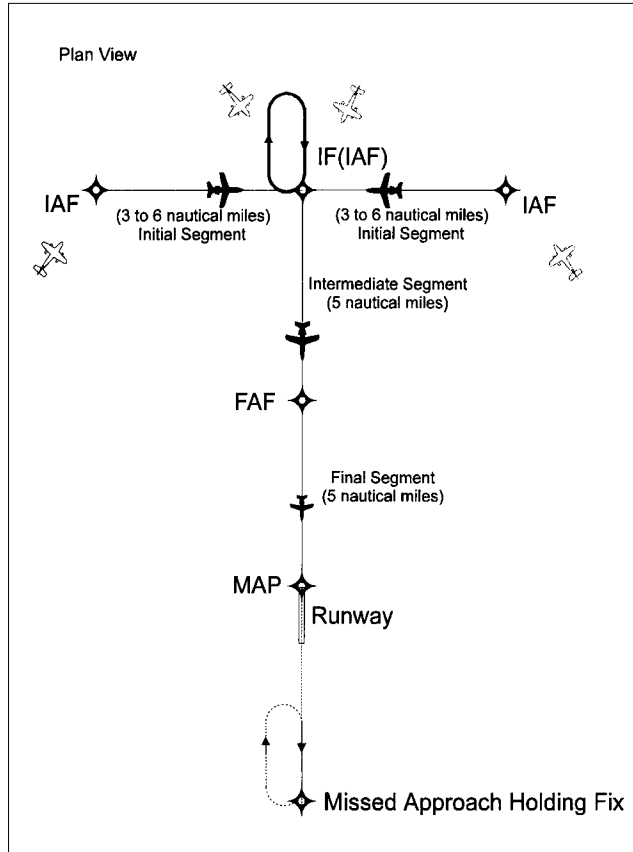 Plan View
IF(IAF)
IAF
(3 to 6 nautical miles)
Initial Segment
(3 to 6 nautical miles)
Initial Segment
IAF
Intermediate Segment
(5 nautical miles)
FAF
Final Segment
(5 nautical miles)
MAP
Runway
Missed Approach Holding Fix